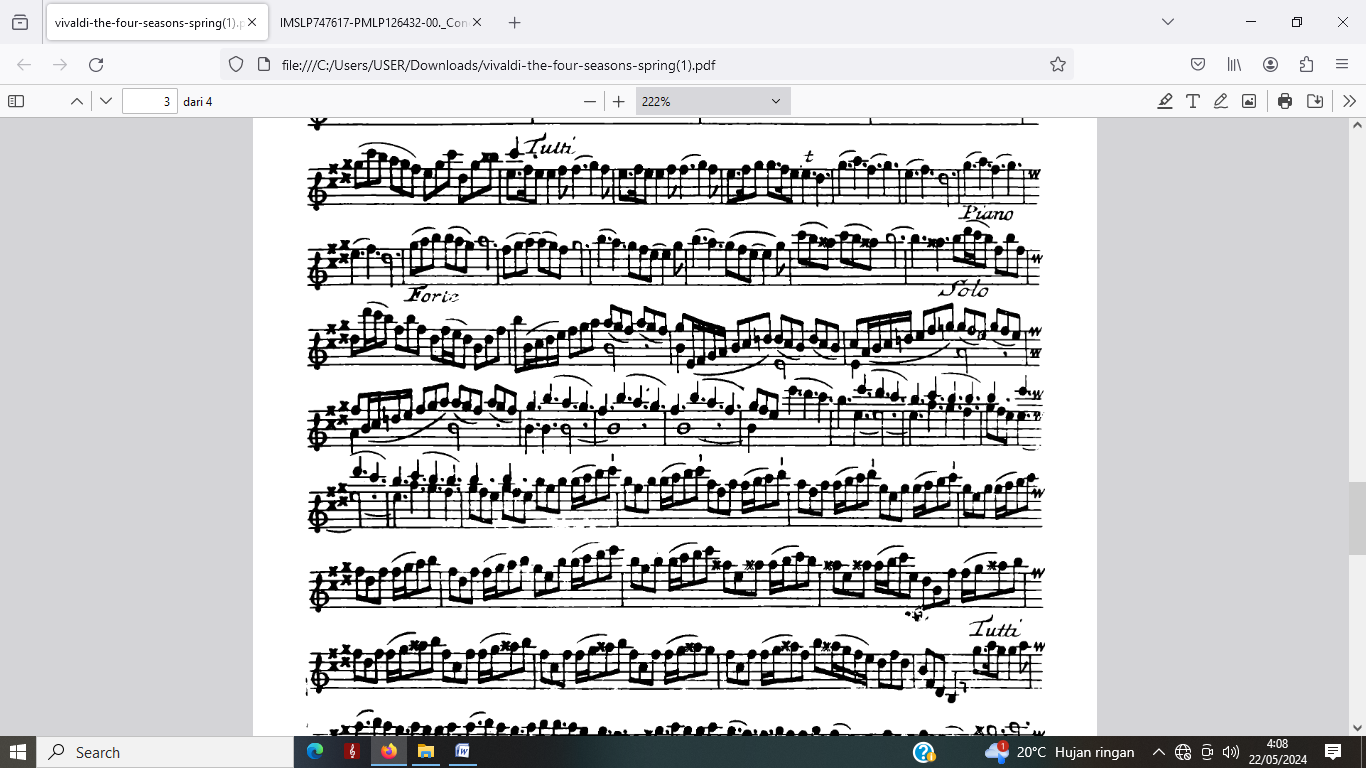 vivaldi-the-four-seasons-spring(1).p
IMSLP747617-PMLP126432-00._Con
file:///C:/Users/USER/Downloads/vivaldi-the-four-seasons-spring(1).pdf
3 dari 4
222%
Tutti
t
Piano
Forte
Solo
Tutti
Search
20°C Hujan ringan
4:08
22/05/2024